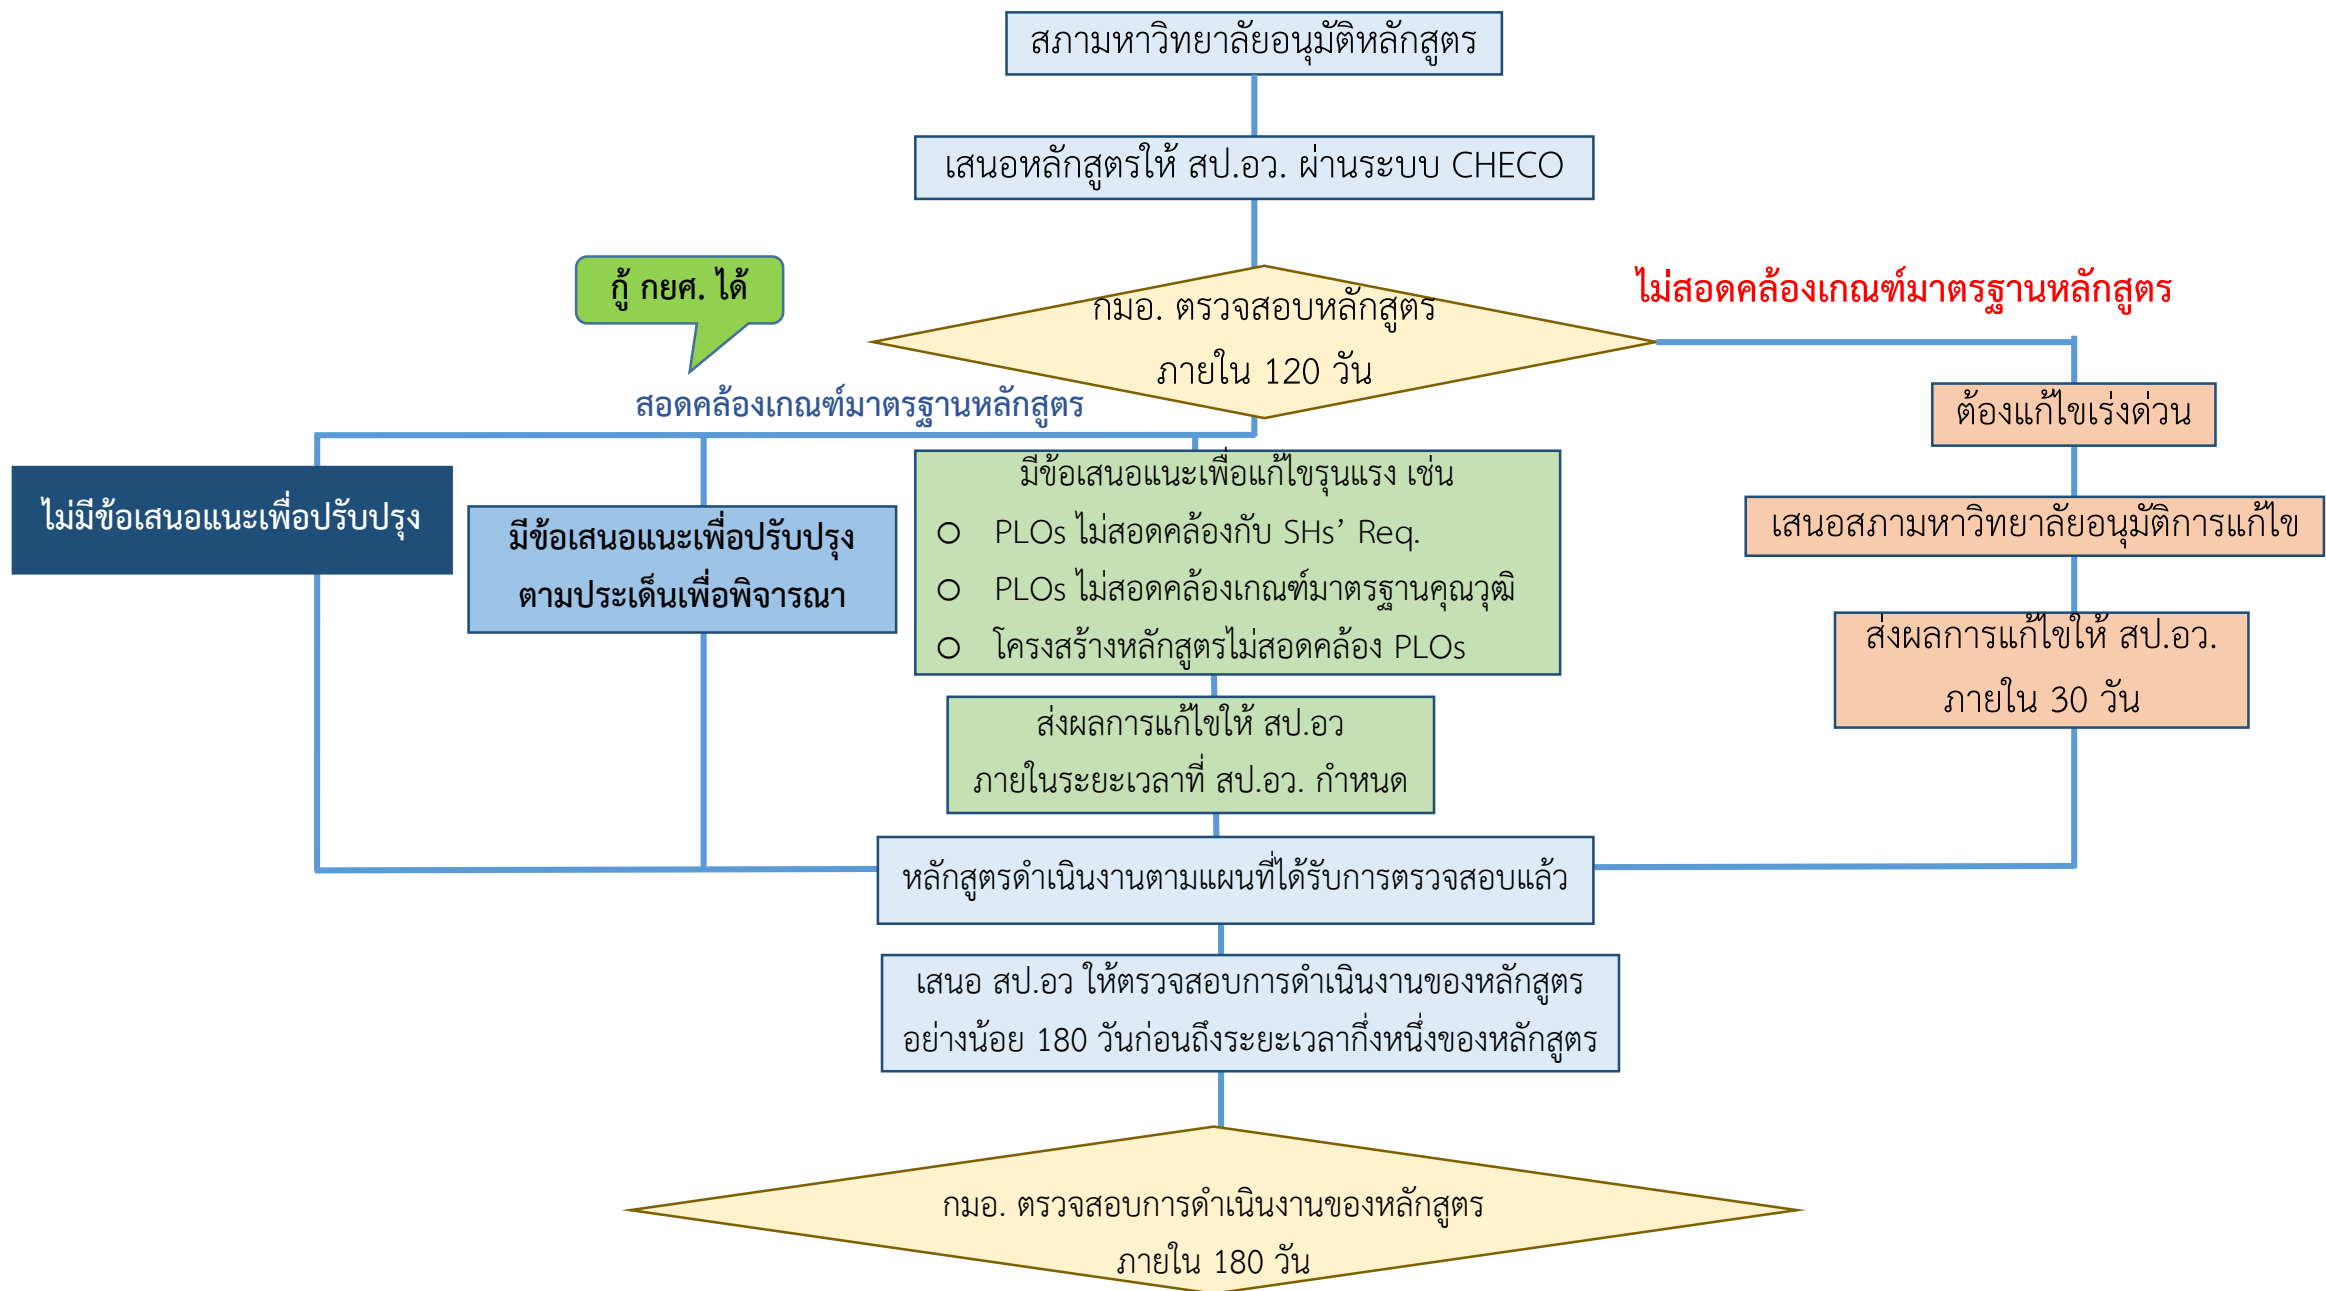 สภามหาวิทยาลัยอนุมัติหลักสูตร
เสนอหลักสูตรให้ สป.อว. ผ่านระบบ CHECO
กู้ กยศ. ได้
กมอ. ตรวจสอบหลักสูตร
ภายใน 120 วัน
ไม่สอดคล้องเกณฑ์มาตรฐานหลักสูตร
สอดคล้องเกณฑ์มาตรฐานหลักสูตร
ไม่มีข้อเสนอแนะเพื่อปรับปรุง
มีข้อเสนอแนะเพื่อปรับปรุง
ตามประเด็นเพื่อพิจารณา
มีข้อเสนอแนะเพื่อแก้ไขรุนแรง เช่น
o PLOs ไม่สอดคล้องกับ SHs’ Req.
o PLOs ไม่สอดคล้องเกณฑ์มาตรฐานคุณวุฒิ
o โครงสร้างหลักสูตรไม่สอดคล้อง PLOs
ส่งผลการแก้ไขให้ สป.อว
ภายในระยะเวลาที่ สป.อว. กำหนด
ต้องแก้ไขเร่งด่วน
เสนอสภามหาวิทยาลัยอนุมัติการแก้ไข
ส่งผลการแก้ไขให้ สป.อว.
ภายใน 30 วัน
หลักสูตรดำเนินงานตามแผนที่ได้รับการตรวจสอบแล้ว
เสนอ สป.อว ให้ตรวจสอบการดำเนินงานของหลักสูตร
อย่างน้อย 180 วันก่อนถึงระยะเวลากึ่งหนึ่งของหลักสูตร
กมอ. ตรวจสอบการดำเนินงานของหลักสูตร
ภายใน 180 วัน